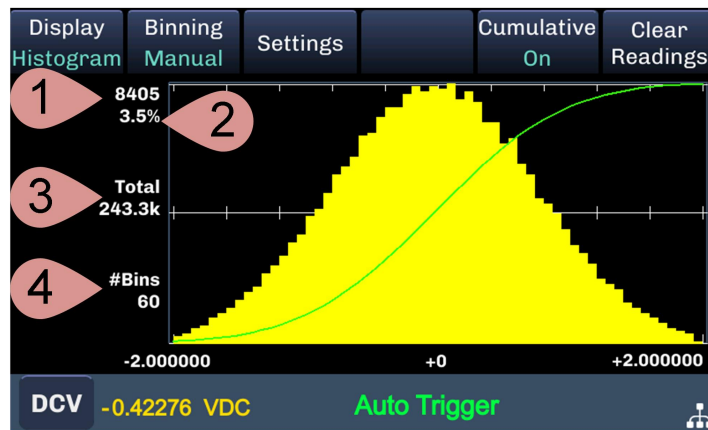 Display
Histogram
Binning
Manual
Settings
Cumulative
On
Clear
Readings
1
8405
3.5%
2
3
Total
243.3k
4
#Bins
60
-2.000000
+0
+2.000000
DCV
-0.42276 VDC
Auto Trigger